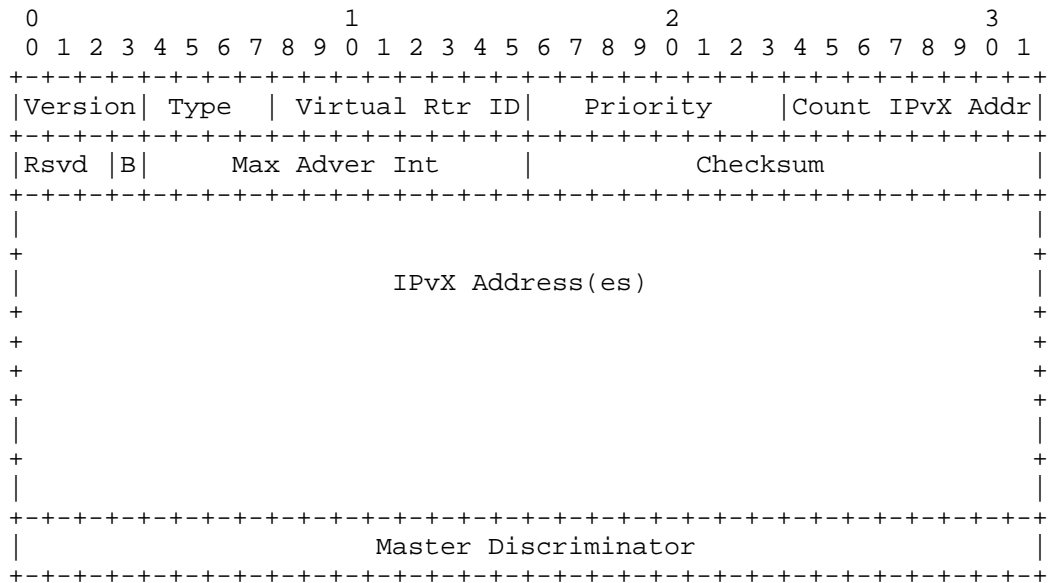 0                   1                   2                   3
 0 1 2 3 4 5 6 7 8 9 0 1 2 3 4 5 6 7 8 9 0 1 2 3 4 5 6 7 8 9 0 1
+-+-+-+-+-+-+-+-+-+-+-+-+-+-+-+-+-+-+-+-+-+-+-+-+-+-+-+-+-+-+-+-+
|Version| Type  | Virtual Rtr ID|   Priority    |Count IPvX Addr|
+-+-+-+-+-+-+-+-+-+-+-+-+-+-+-+-+-+-+-+-+-+-+-+-+-+-+-+-+-+-+-+-+
|Rsvd |B|     Max Adver Int     |          Checksum             |
+-+-+-+-+-+-+-+-+-+-+-+-+-+-+-+-+-+-+-+-+-+-+-+-+-+-+-+-+-+-+-+-+
|                                                               |
+                                                               +
|                       IPvX Address(es)                        |
+                                                               +
+                                                               +
+                                                               +
+                                                               +
|                                                               |
+                                                               +
|                                                               |
+-+-+-+-+-+-+-+-+-+-+-+-+-+-+-+-+-+-+-+-+-+-+-+-+-+-+-+-+-+-+-+-+
|                      Master Discriminator                     |
+-+-+-+-+-+-+-+-+-+-+-+-+-+-+-+-+-+-+-+-+-+-+-+-+-+-+-+-+-+-+-+-+